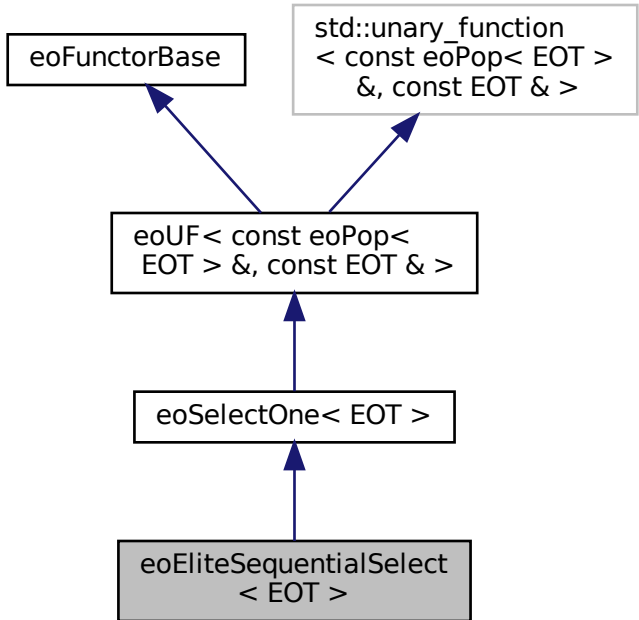 eoFunctorBase
std::unary_function
< const eoPop< EOT >
&, const EOT & >
eoUF< const eoPop<
EOT > &, const EOT & >
eoSelectOne< EOT >
eoEliteSequentialSelect
< EOT >